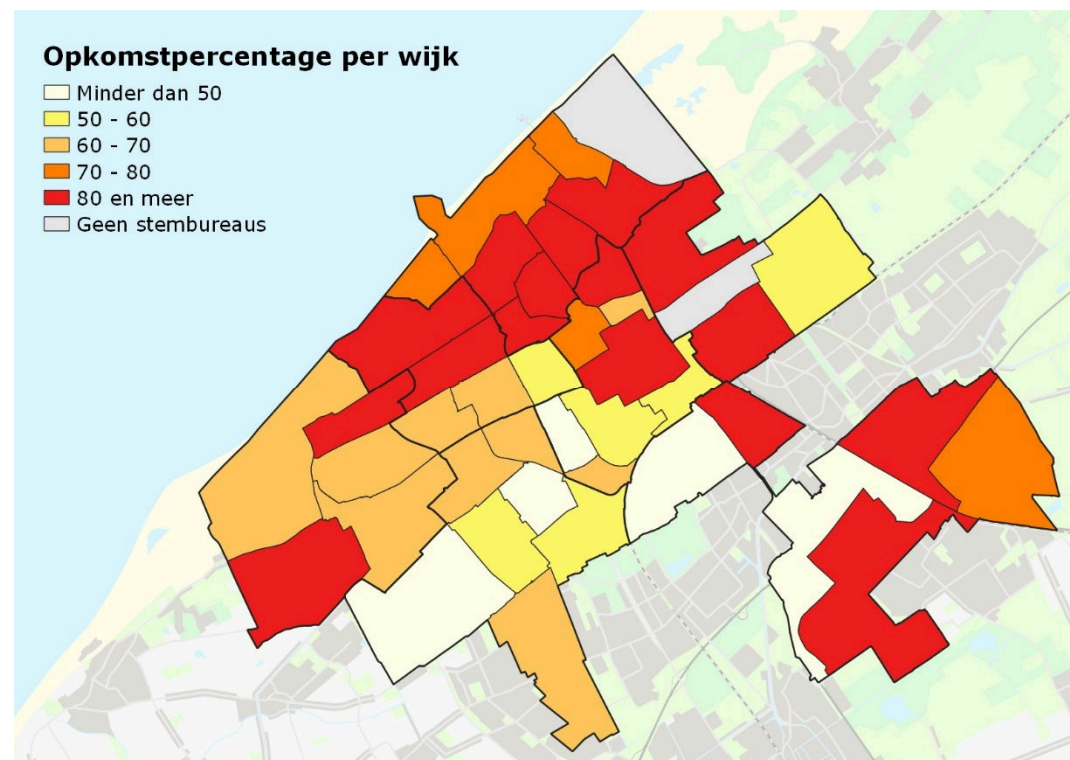 Opkomstpercentage per wijk
Minder dan 50
50 - 60
60 - 70
70 - 80
80 en meer
Geen stembureaus